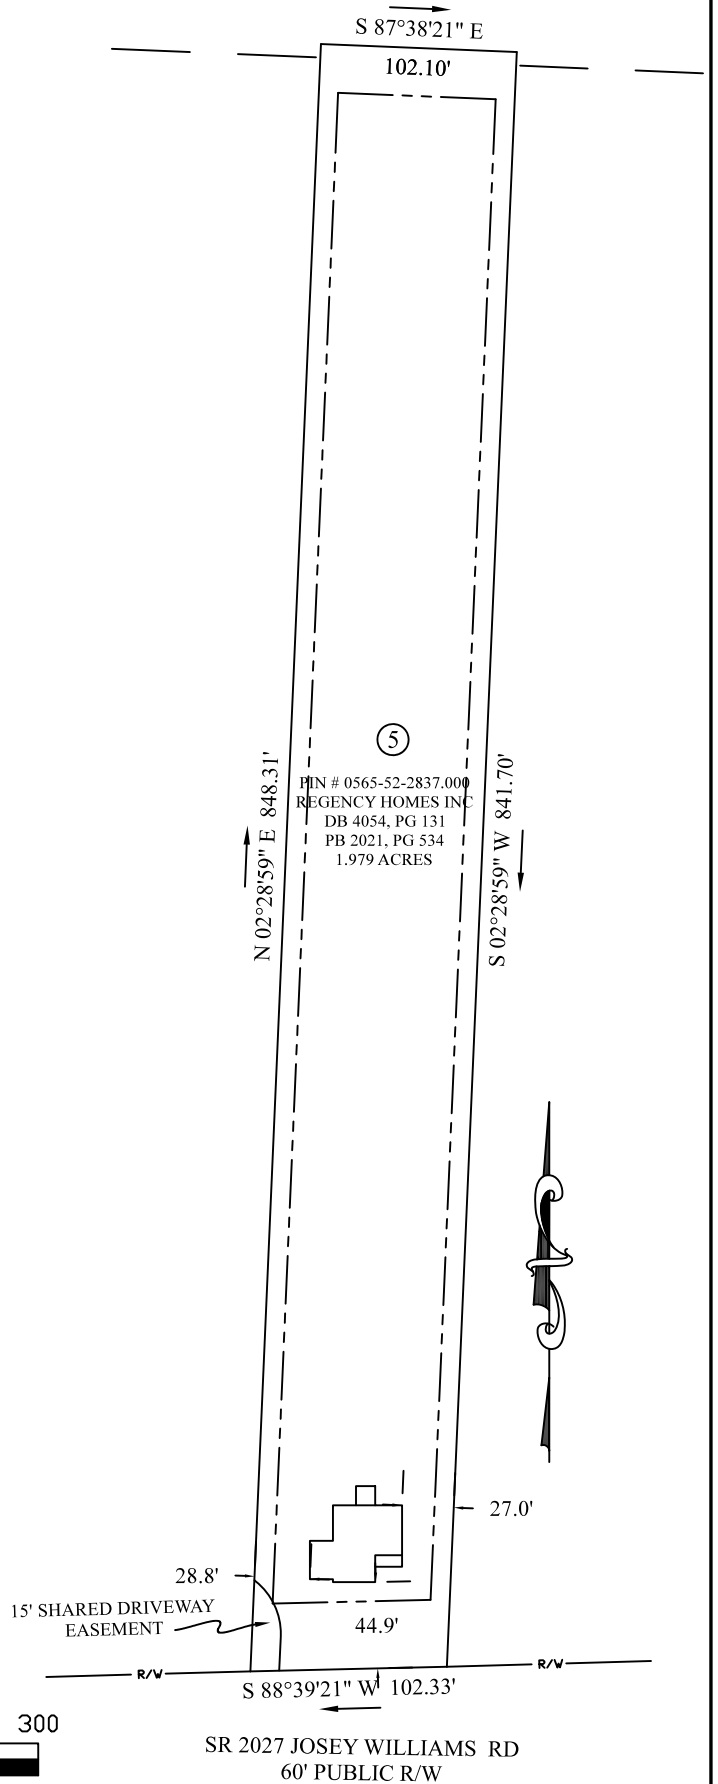 S 87°38'21" E
102.10'
5
PIN # 0565-52-2837.000
REGENCY HOMES INC
DB 4054, PG 131
PB 2021, PG 534
1.979 ACRES
N 02°28'59" E 848.31'
S 02°28'59" W 841.70'
27.0'
28.8'
15' SHARED DRIVEWAY
EASEMENT
44.9'
R/W
R/W
S 88°39'21" W 102.33'
300
SR 2027 JOSEY WILLIAMS RD
60' PUBLIC R/W